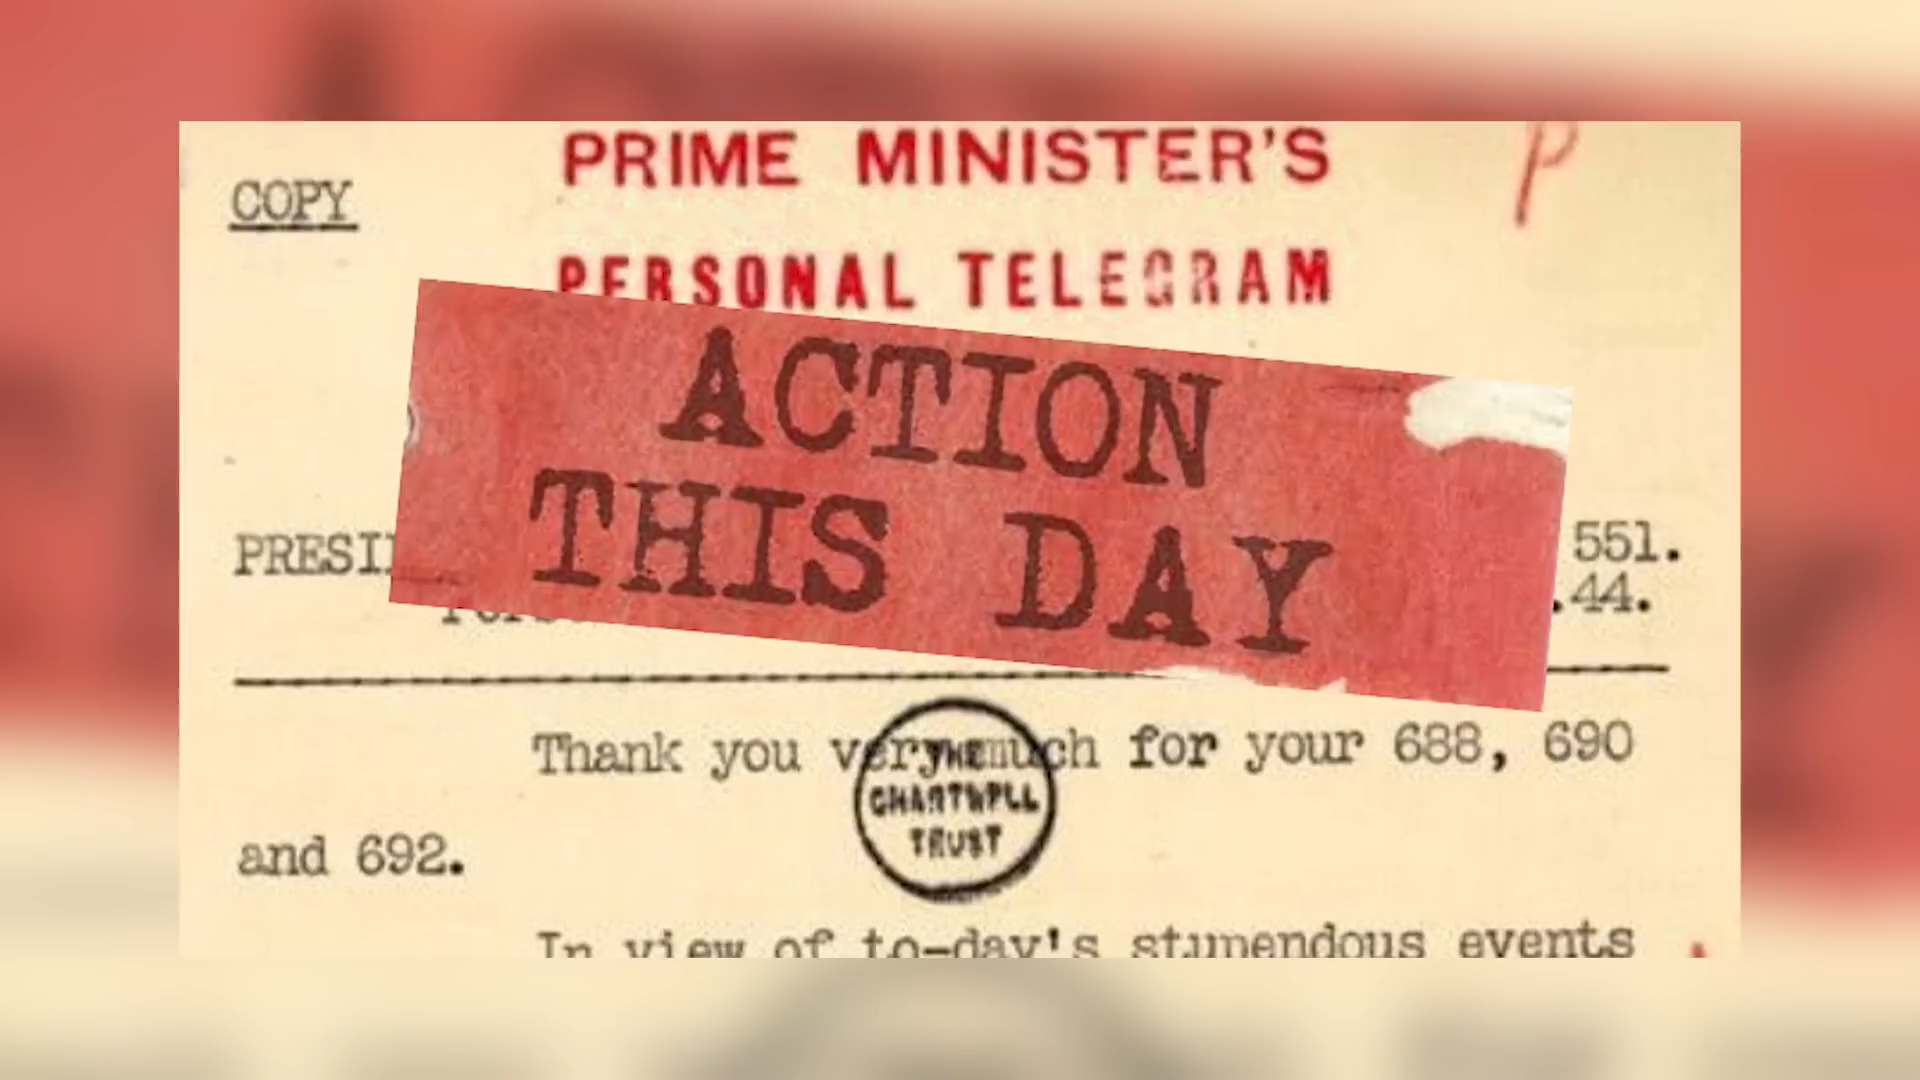 PRIME MINISTER'S
COPY
PERSONAL TELEGRAM
ACTION
THIS DAY
551.
.44.
Thank you very much for your 688, 690
THE
CHARTWELL
TRUST
and 692.
In view of to-day's stupendous events